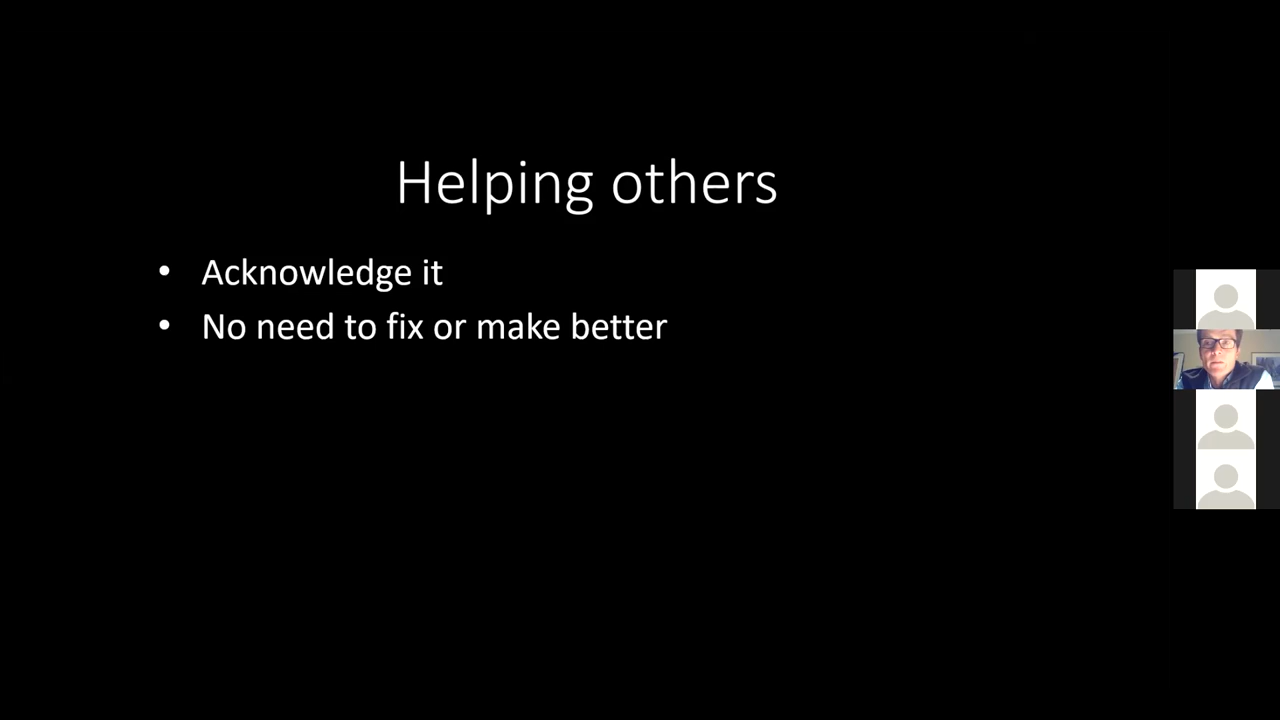 Helping others
• Acknowledge it
• No need to fix or make better